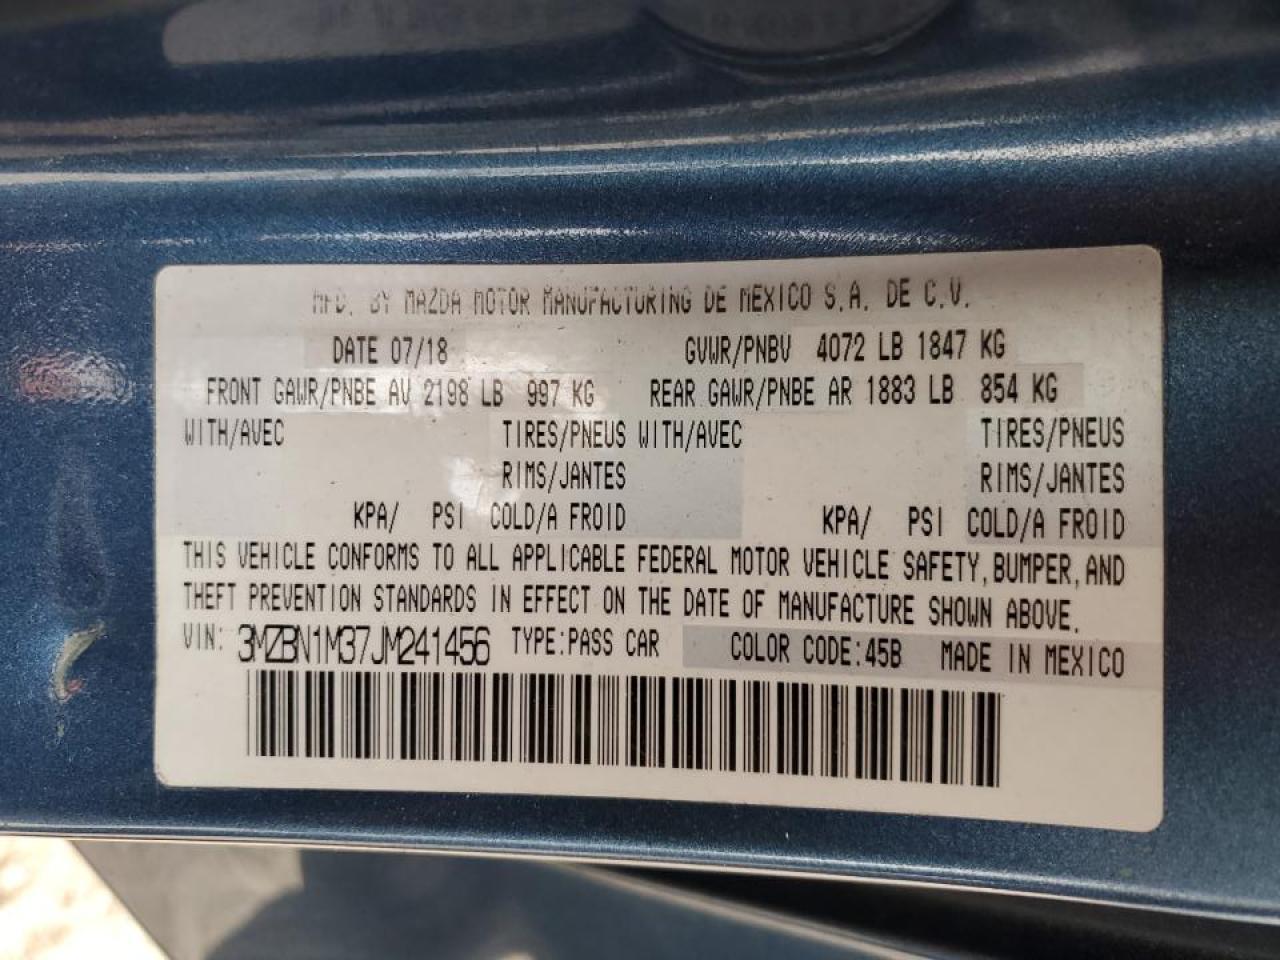 MFD. BY MAZDA MOTOR MANUFACTURING DE MEXICO S.A. DE C.V.
DATE 07/18 GVWR/PNBV 4072 LB 1847 KG
FRONT GAWR/PNBE AV 2198 LB 997 KG REAR GAWR/PNBE AR 1883 LB 854 KG
WITH/AVEC TIRES/PNEUS WITH/AVEC TIRES/PNEUS
RIMS/JANTES RIMS/JANTES
KPA/ PSI COLD/A FROID KPA/ PSI COLD/A FROID
THIS VEHICLE CONFORMS TO ALL APPLICABLE FEDERAL MOTOR VEHICLE SAFETY, BUMPER, AND
THEFT PREVENTION STANDARDS IN EFFECT ON THE DATE OF MANUFACTURE SHOWN ABOVE.
VIN: 3MZBN1M37JM241456 TYPE:PASS CAR COLOR CODE:45B MADE IN MEXICO